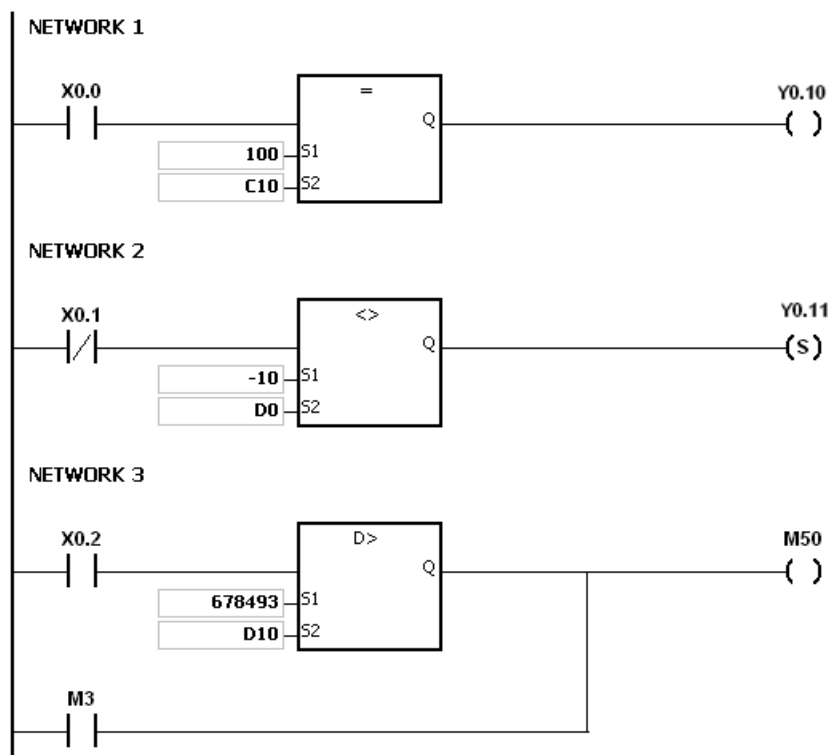 NETWORK 1
X0.0
=
Y0.10
Q
( )
100 S1
C10 S2
NETWORK 2
X0.1
<>
Y0.11
Q
(S)
-10 S1
D0 S2
NETWORK 3
X0.2
D>
M50
Q
( )
678493 S1
D10 S2
M3